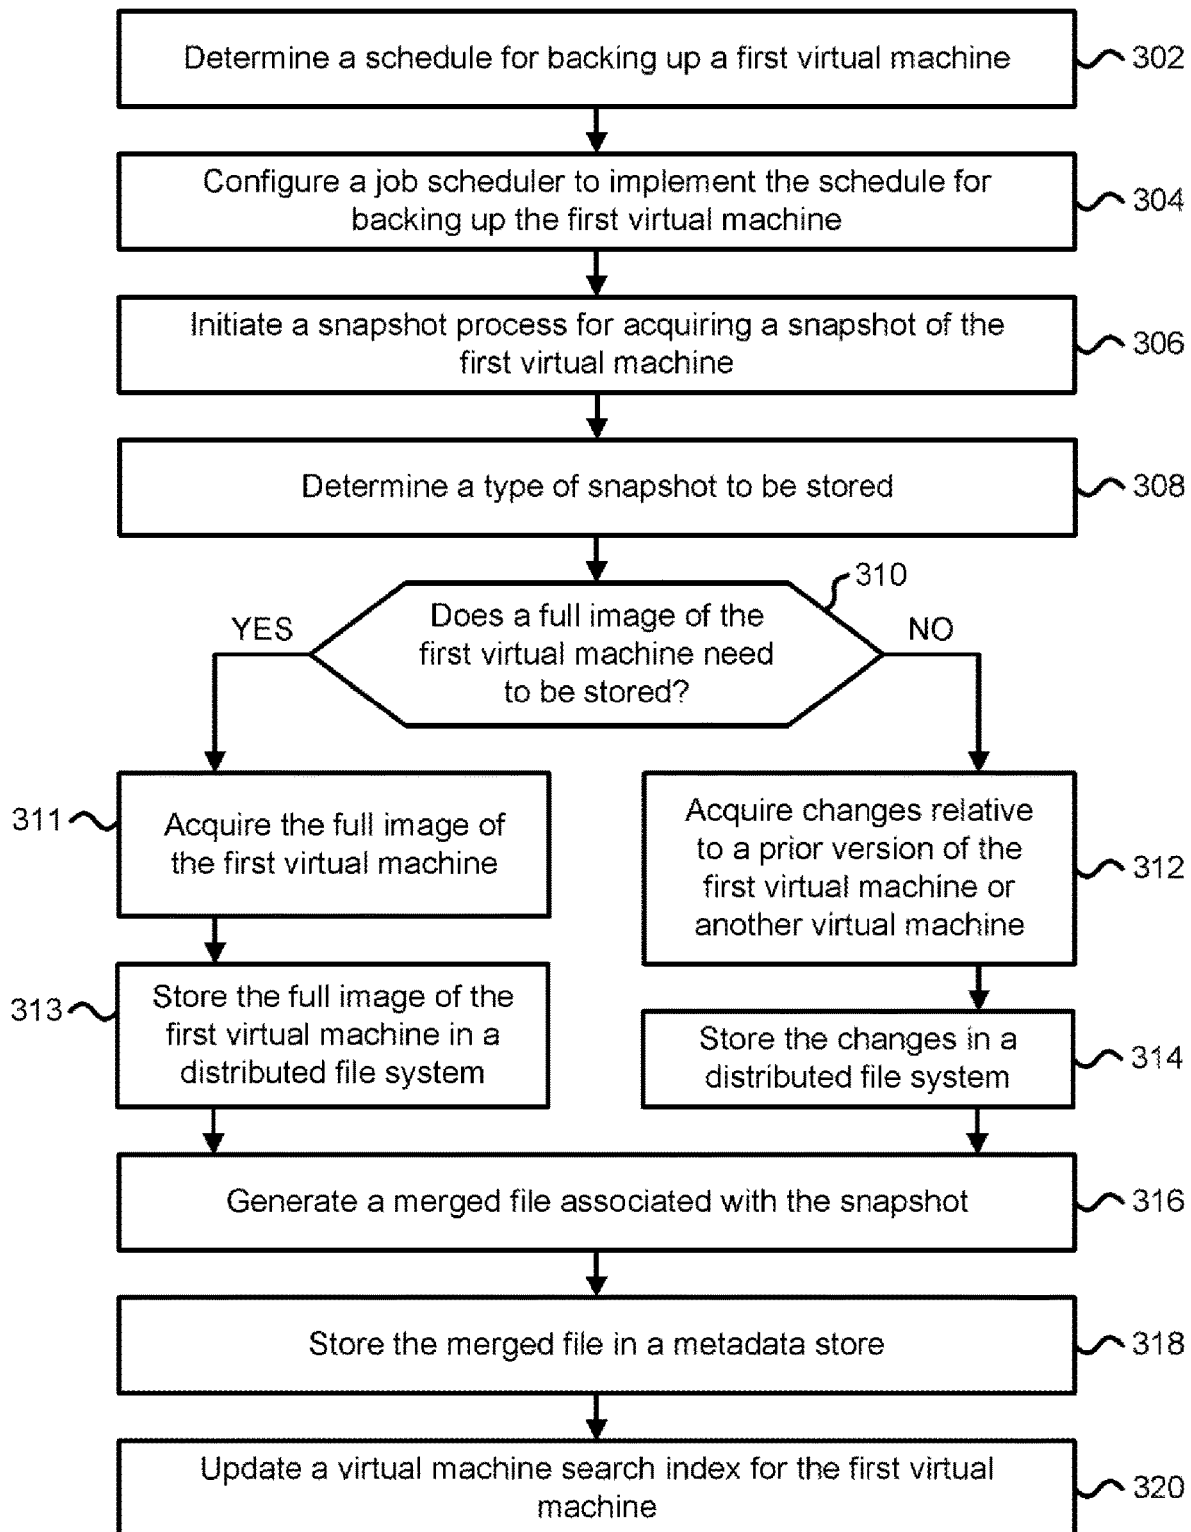 Determine a schedule for backing up a first virtual machine
302
Configure a job scheduler to implement the schedule for
backing up the first virtual machine
304
Initiate a snapshot process for acquiring a snapshot of the
first virtual machine
306
Determine a type of snapshot to be stored
308
310
YES
Does a full image of the
first virtual machine need
to be stored?
NO
311
Acquire the full image of
the first virtual machine
Acquire changes relative
to a prior version of the
first virtual machine or
another virtual machine
312
313
Store the full image of the
first virtual machine in a
distributed file system
Store the changes in a
distributed file system
314
Generate a merged file associated with the snapshot
316
Store the merged file in a metadata store
318
Update a virtual machine search index for the first virtual
machine
320